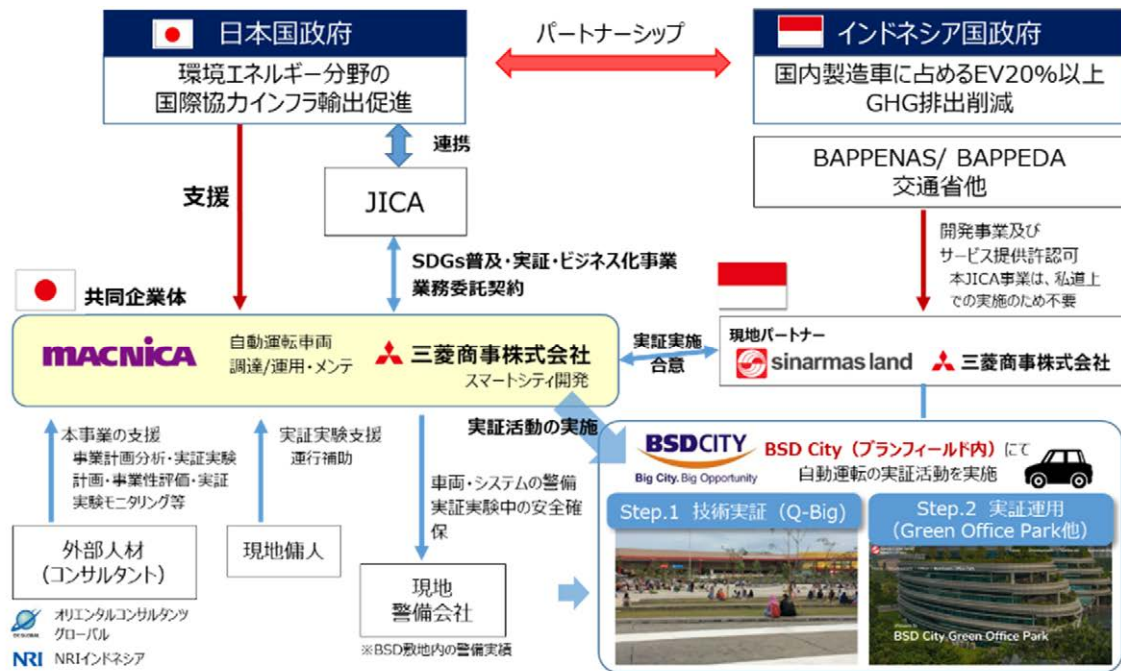 日本国政府
環境エネルギー分野の
国際協力インフラ輸出促進
パートナーシップ
インドネシア国政府
国内製造車に占めるEV20%以上
GHG排出削減
連携
支援
JICA
BAPPENAS/ BAPPEDA
交通省他
SDGs普及・実証・ビジネス化事業
業務委託契約
開発事業及び
サービス提供許認可
本JICA事業は、私道上
での実施のため不要
共同企業体
macnica
自動運転車両
調達/運用・メンテ
三菱商事株式会社
スマートシティ開発
実証実施
合意
現地パートナー
sinarmas land
三菱商事株式会社
本事業の支援
事業計画分析・実証実験
計画・事業性評価・実証
実験モニタリング等
実証実験支援
運行補助
車両・システムの警備
実証実験中の安全確
保
実証活動の実施
BSDCITY
Big City. Big Opportunity
BSD City（ブランフィールド内）にて
自動運転の実証活動を実施
Step.1 技術実証（Q-Big）
Step.2 実証運用
（Green Office Park他）
BSD City Green Office Park
外部人材
（コンサルタント）
現地傭人
現地
警備会社
※BSD敷地内の警備実績
オリエンタルコンサルタンツ
グローバル
NRI NRIインドネシア